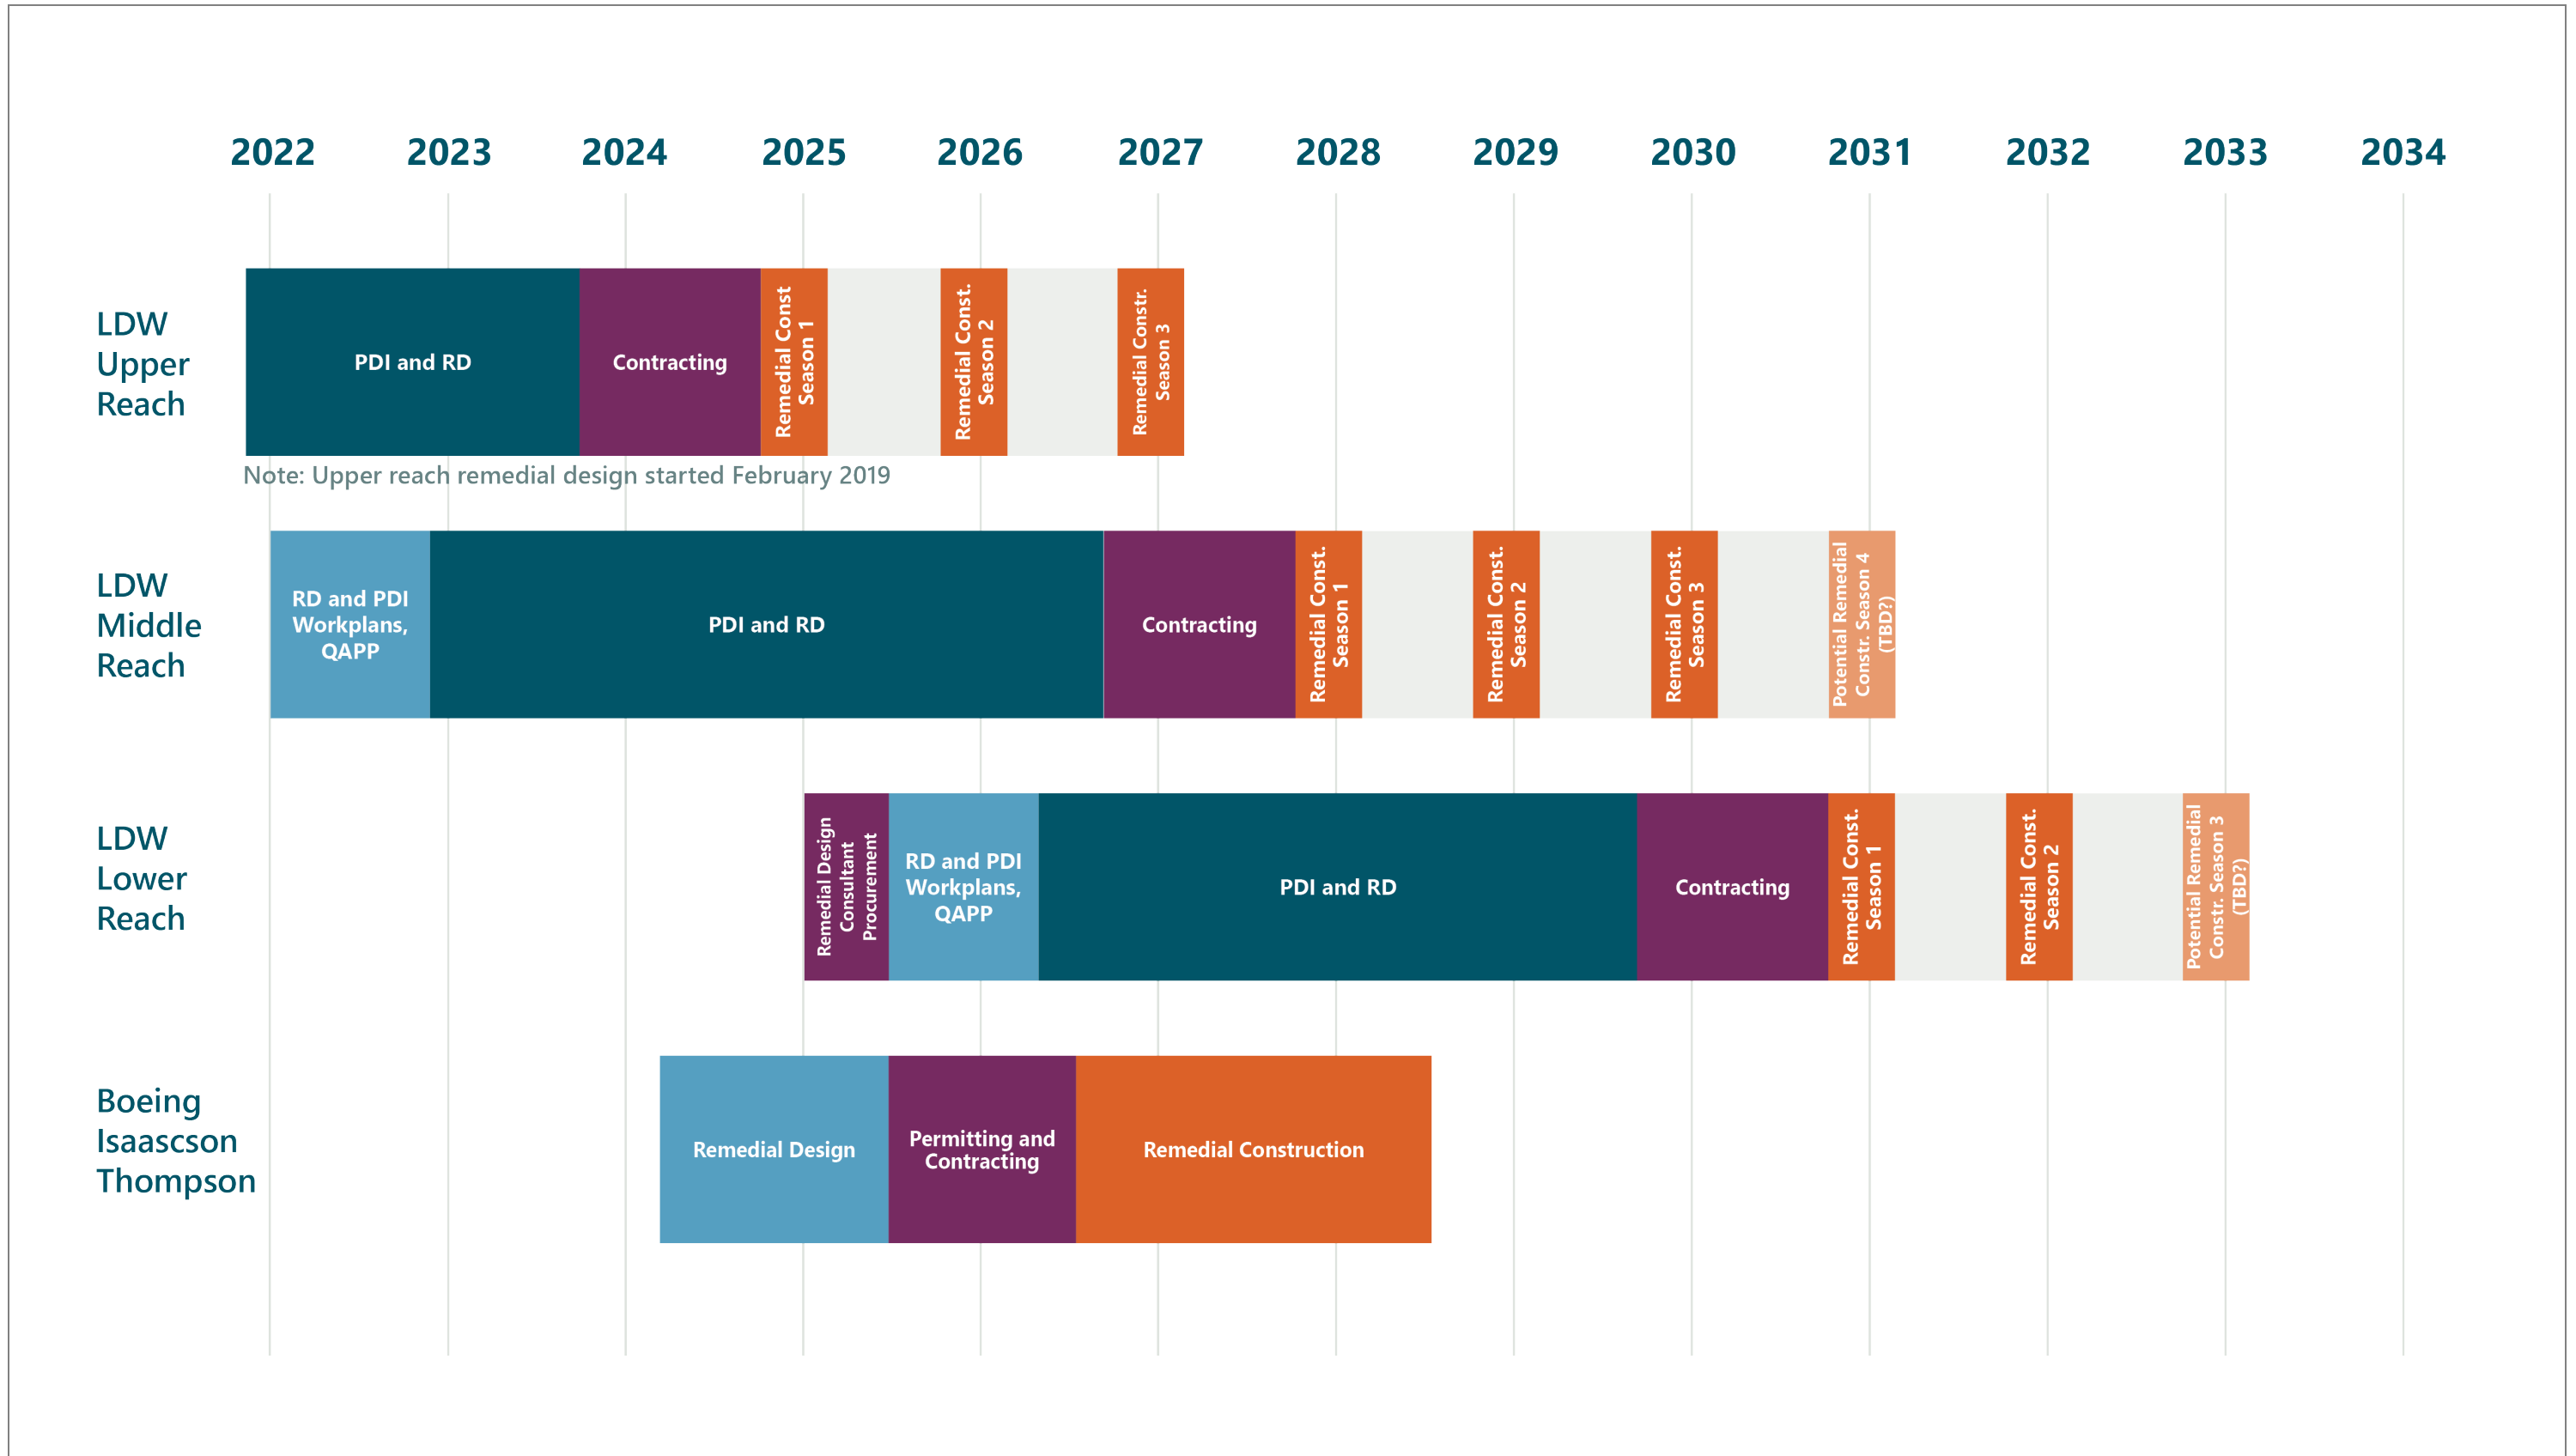 2022 2023 2024 2025 2026 2027 2028 2029 2030 2031 2032 2033 2034
LDW
Upper
Reach
PDI and RD
Contracting
Remedial Const
Season 1
Remedial Const.
Season 2
Remedial Constr.
Season 3
Note: Upper reach remedial design started February 2019
LDW
Middle
Reach
RD and PDI
Workplans,
QAPP
PDI and RD
Contracting
Remedial Const.
Season 1
Remedial Const.
Season 2
Remedial Const.
Season 3
Potential Remedial
Constr. Season 4
(TBD?)
LDW
Lower
Reach
Remedial Design
Consultant
Procurement
RD and PDI
Workplans,
QAPP
PDI and RD
Contracting
Remedial Const.
Season 1
Remedial Const.
Season 2
Potential Remedial
Constr. Season 3
(TBD?)
Boeing
Isaascson
Thompson
Remedial Design
Permitting and
Contracting
Remedial Construction